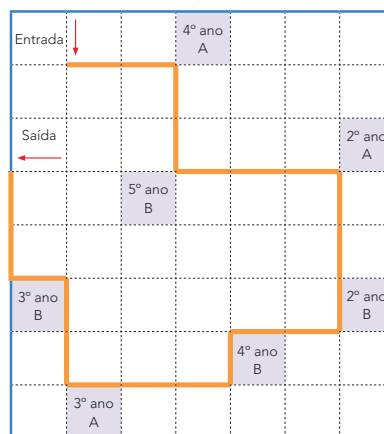 Entrada
4º ano
A
Saída
2º ano
A
5º ano
B
3º ano
B
2º ano
B
4º ano
B
3º ano
A